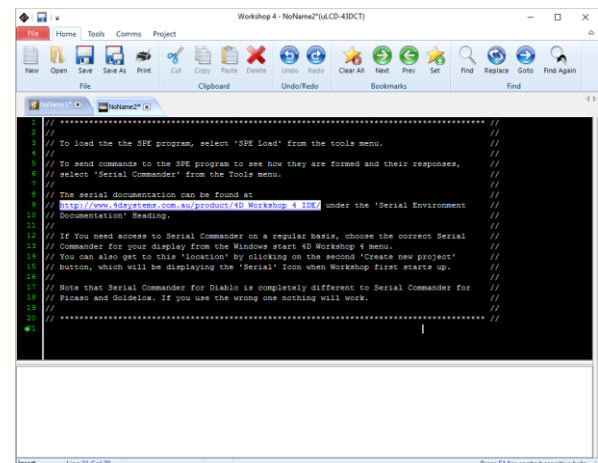 Workshop 4 - NoName2*(uLCD-43DCT)
File Home Tools Comms Project
New Open Save Save As Print Cut Copy Paste Delete Undo Redo Clear All Next Prev Set Find Replace Goto Find Again
File Clipboard Undo/Redo Bookmarks Find
NoName1* NoName2*
1 // ************************************************************************************* //
2 // //
3 // To load the the SPE program, select 'SPE Load' from the tools menu. //
4 // //
5 // To send commands to the SPE program to see how they are formed and their responses, //
6 // select 'Serial Commander' from the Tools menu. //
7 // //
8 // The serial documentation can be found at //
9 // http://www.4dsystems.com.au/product/4D_Workshop_4_IDE/ under the 'Serial Environment //
10 // Documentation' Heading. //
11 // //
12 // If You need access to Serial Commander on a regular basis, choose the correct Serial //
13 // Commander for your display from the Windows start 4D Workshop 4 menu. //
14 // You can also get to this 'location' by clicking on the second 'Create new project' //
15 // button, which will be displaying the 'Serial' Icon when Workshop first starts up. //
16 // //
17 // Note that Serial Commander for Diablo is completely different to Serial Commander for //
18 // Picaso and Goldelox. If you use the wrong one nothing will work. //
19 // //
20 // ************************************************************************************* //
21